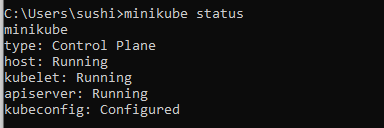 C:\Users\sushi>minikube status
minikube
type: Control Plane
host: Running
kubelet: Running
apiserver: Running
kubeconfig: Configured